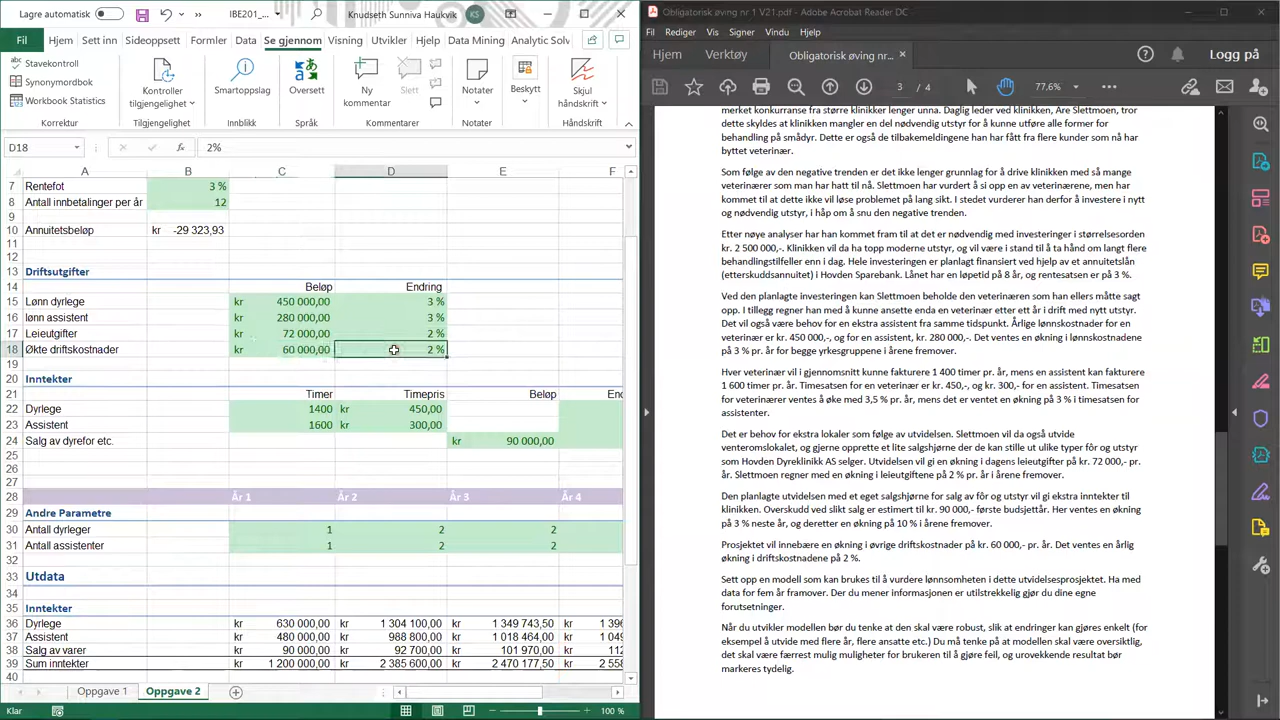 Lagre automatisk
IBE201_...
Knudseth Sunniva Haukvik
KS
Fil
Hjem
Sett inn
Sideoppsett
Formler
Data
Se gjennom
Visning
Utvikler
Hjelp
Data Mining
Analytic Solv
Stavekontroll
Synonymordbok
Workbook Statistics
Korrektur
Kontroller
tilgjengelighet
Tilgjengelighet
Smartoppslag
Innblikk
Oversett
Språk
Ny
kommentar
Endring
Kommentarer
Notater
Notater
Beskytt
Skjul
håndskrift
Håndskrift
D18
fx
2%
A B C D E F
7 Rentefot 3 %
8 Antall innbetalinger per år 12
9
10 Annuitetsbeløp kr -29 323,93
11
12
13 Driftsutgifter
14 Beløp Endring
15 Lønn dyrlege kr 450 000,00 3 %
16 lønn assistent kr 280 000,00 3 %
17 Leieutgifter kr 72 000,00 2 %
18 Økte driftskostnader kr 60 000,00 2 %
19
20 Inntekter
21 Timer Timepris Beløp End
22 Dyrlege 1400 kr 450,00
23 Assistent 1600 kr 300,00
24 Salg av dyrefor etc. kr 90 000,00
25
26
27
28 År 1 År 2 År 3 År 4
29 Andre Parametre
30 Antall dyrleger 1 2 2
31 Antall assistenter 1 2 2
32
33 Utdata
34
35 Inntekter
36 Dyrlege kr 630 000,00 kr 1 304 100,00 kr 1 349 743,50 kr 1 396
37 Assistent kr 480 000,00 kr 988 800,00 kr 1 018 464,00 kr 1 049
38 Salg av varer kr 90 000,00 kr 92 700,00 kr 101 970,00 kr 112
39 Sum inntekter kr 1 200 000,00 kr 2 385 600,00 kr 2 470 177,50 kr 2 558
40
Oppgave 1
Oppgave 2
Klar
100 %
Obligatorisk øving nr 1 V21.pdf - Adobe Acrobat Reader DC
Fil Rediger Vis Signer Vindu Hjelp
Hjem
Verktøy
Obligatorisk øving nr...
Logg på
3 / 4
77,6%
merket konkurranse fra større klinikker lenger unna. Daglig leder ved klinikken, Are Slettmoen, tror
dette skyldes at klinikken mangler en del nødvendig utstyr for å kunne utføre alle former for
behandling på smådyr. Dette er også de tilbakemeldingene han har fått fra flere kunder som nå har
byttet veterinær.
Som følge av den negative trenden er det ikke lenger grunnlag for å drive klinikken med så mange
veterinærer som man har hatt til nå. Slettmoen har vurdert å si opp en av veterinærene, men har
kommet til at dette ikke vil løse problemet på lang sikt. I stedet vurderer han derfor å investere i nytt
og nødvendig utstyr, i håp om å snu den negative trenden.
Etter nøye analyser har han kommet fram til at det er nødvendig med investeringer i størrelsesorden
kr. 2 500 000,-. Klinikken vil da ha topp moderne utstyr, og vil være i stand til å ta hånd om langt flere
behandlingstilfeller enn i dag. Hele investeringen er planlagt finansiert ved hjelp av et annuitetslån
(etterskuddsannuitet) i Hovden Sparebank. Lånet har en løpetid på 8 år, og rentesatsen er på 3 %.
Ved den planlagte investeringen kan Slettmoen beholde den veterinæren som han ellers måtte sagt
opp. I tillegg regner han med å kunne ansette enda en veterinær etter ett år i drift med nytt utstyr.
Det vil også være behov for en ekstra assistent fra samme tidspunkt. Årlige lønnskostnader for en
veterinær er kr. 450 000,-, og for en assistent, kr. 280 000,-. Det ventes en økning i lønnskostnadene
på 3 % pr. år for begge yrkesgruppene i årene fremover.
Hver veterinær vil i gjennomsnitt kunne fakturere 1 400 timer pr. år, mens en assistent kan fakturere
1 600 timer pr. år. Timesatsen for en veterinær er kr. 450,-, og kr. 300,- for en assistent. Timesatsen
for veterinærer ventes å øke med 3,5 % pr. år, mens det er ventet en økning på 3 % i timesatsen for
assistenter.
Det er behov for ekstra lokaler som følge av utvidelsen. Slettmoen vil da også utvide
venteromslokalet, og gjerne opprette et lite salgshjørne der de kan stille ut ulike typer fôr og utstyr
som Hovden Dyreklinikk AS selger. Utvidelsen vil gi en økning i dagens leieutgifter på kr. 72 000,- pr.
år. Slettmoen regner med en økning i leieutgiftene på 2 % pr. år i årene fremover.
Den planlagte utvidelsen med et eget salgshjørne for salg av fôr og utstyr vil gi ekstra inntekter til
klinikken. Overskudd ved slikt salg er estimert til kr. 90 000,- første budsjettår. Her ventes en økning
på 3 % neste år, og deretter en økning på 10 % i årene fremover.
Prosjektet vil innebære en økning i øvrige driftskostnader på kr. 60 000,- pr. år. Det ventes en årlig
økning i driftskostnadene på 2 %.
Sett opp en modell som kan brukes til å vurdere lønnsomheten i dette utvidelsesprosjektet. Ha med
data for fem år framover. Der du mener informasjonen er utilstrekkelig gjør du dine egne
forutsetninger.
Når du utvikler modellen bør du tenke at den skal være robust, slik at endringer kan gjøres enkelt (for
eksempel å utvide med flere år, flere ansatte etc.) Du må tenke på at modellen skal være oversiktlig,
det skal være færrest mulig muligheter for brukeren til å gjøre feil, og urovekkende resultat bør
markeres tydelig.